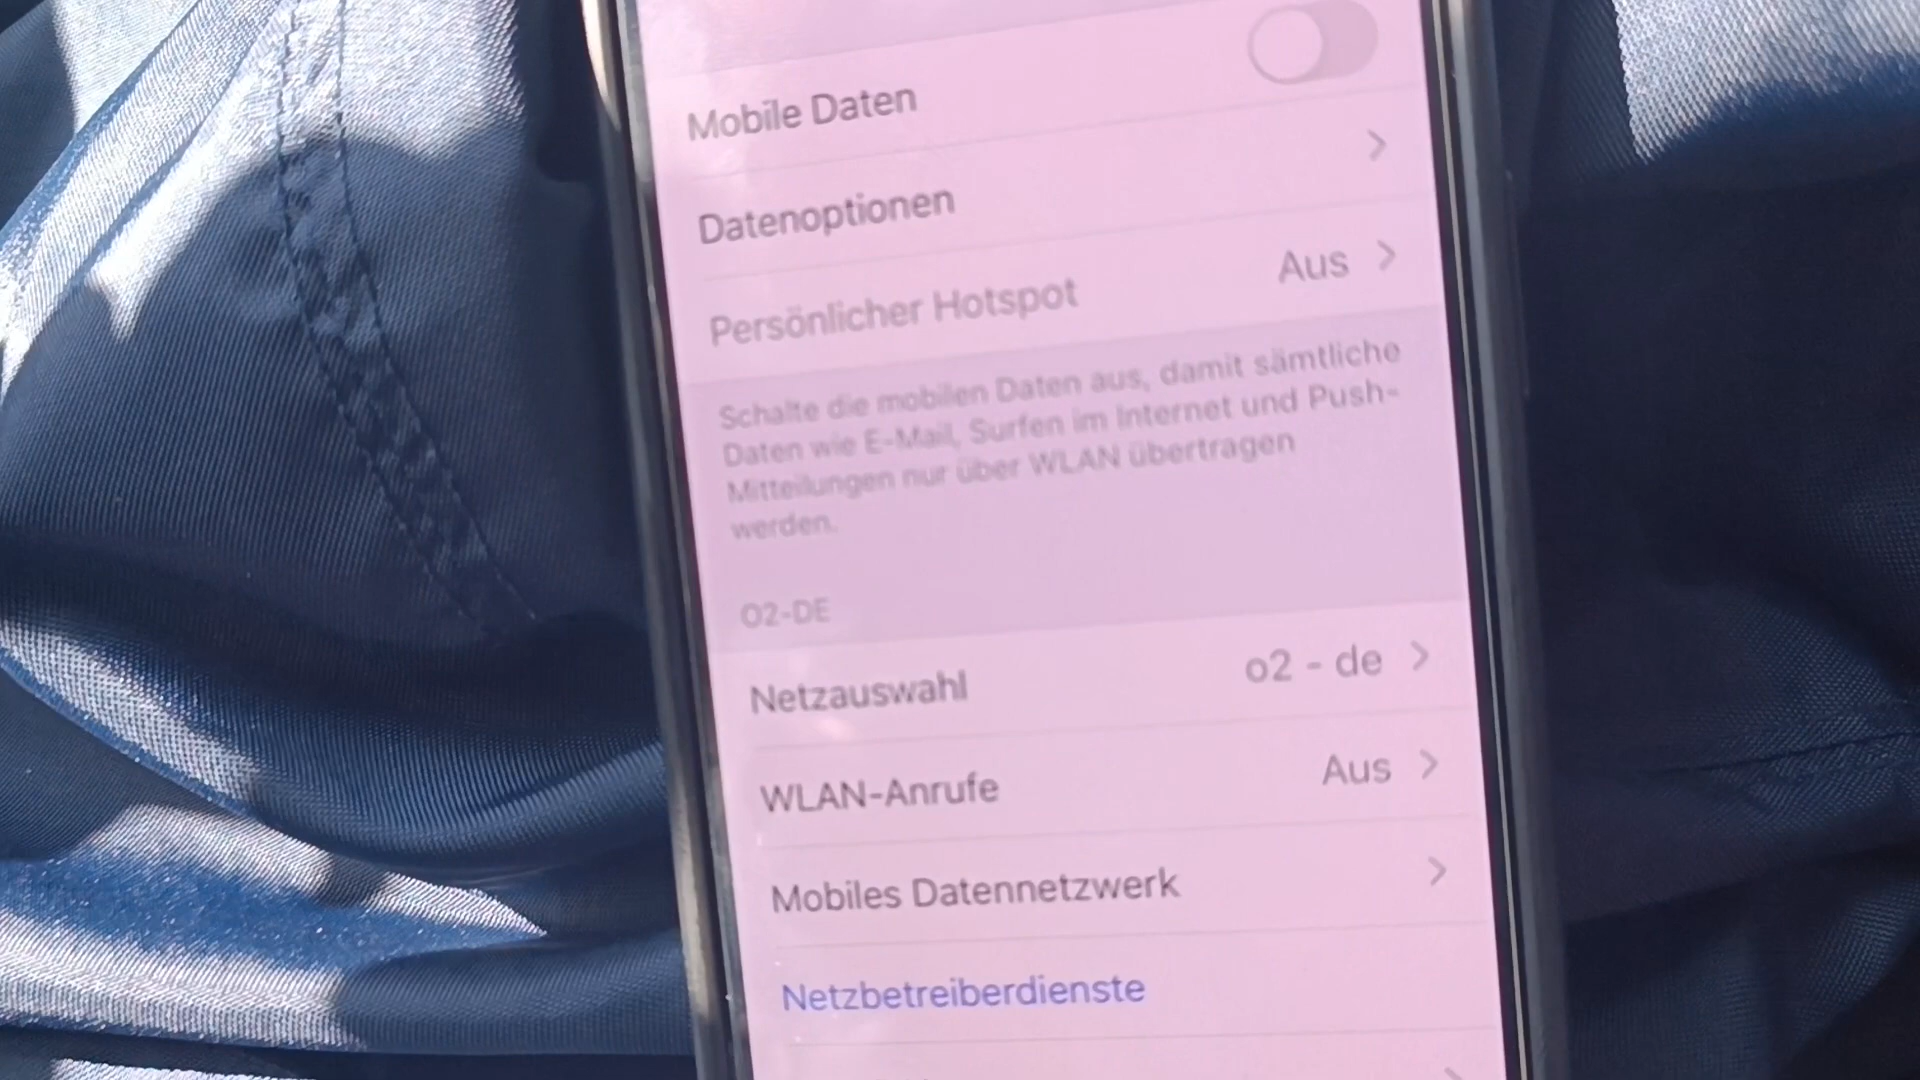 Mobile Daten
Datenoptionen
Persönlicher Hotspot Aus
Schalte die mobilen Daten aus, damit sämtliche
Daten wie E-Mail, Surfen im Internet und Push-
Mitteilungen nur über WLAN übertragen
werden.
O2-DE
Netzauswahl o2 - de
WLAN-Anrufe Aus
Mobiles Datennetzwerk
Netzbetreiberdienste